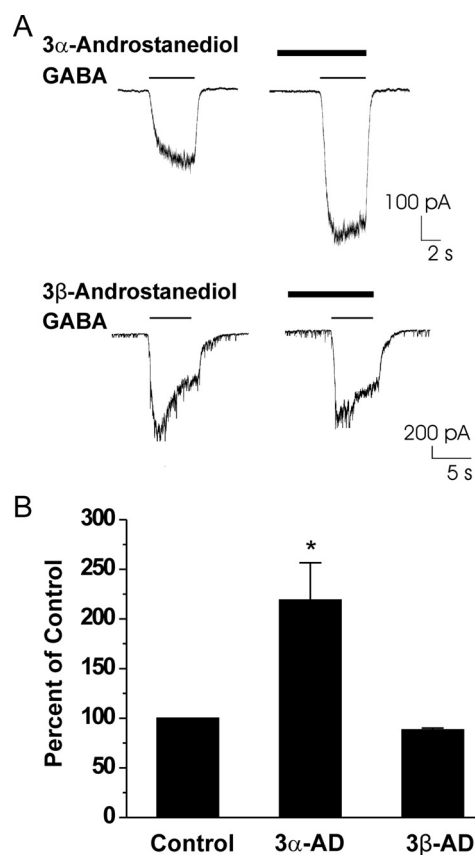 A
3α-Androstanediol
GABA
100 pA
2 s
3β-Androstanediol
GABA
200 pA
5 s
B
Percent of Control
300
250
200
150
100
50
0
*
Control 3α-AD 3β-AD